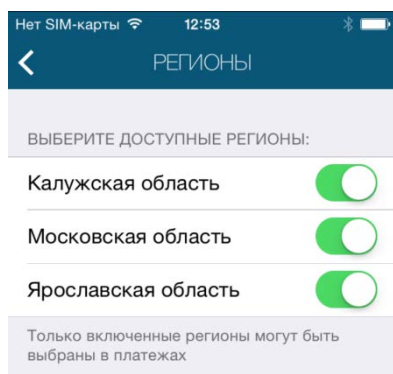 Нет SIM-карты 12:53
РЕГИОНЫ
ВЫБЕРИТЕ ДОСТУПНЫЕ РЕГИОНЫ:
Калужская область
Московская область
Ярославская область
Только включенные регионы могут быть
выбраны в платежах